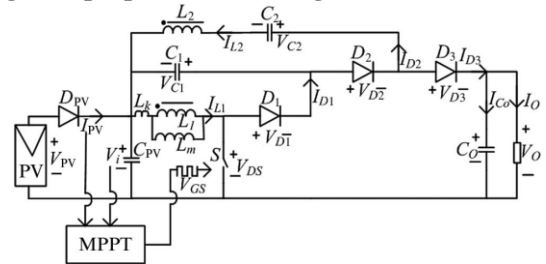 L2 C2
IL2 VC2
C1 D2 D3 ID3
VC1 ID2
DPV Lk IL1 D1 VD2 VD3
Ll ID1 ICo IO
IPV Lm VD1
PV VPV Vi CPV S VDS CO VO
VGS
MPPT